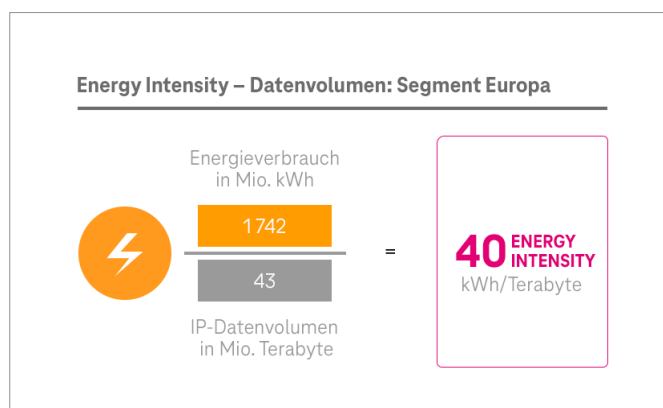 Energy Intensity – Datenvolumen: Segment Europa
Energieverbrauch
in Mio. kWh
1 742
43
IP-Datenvolumen
in Mio. Terabyte
=
40 ENERGY
INTENSITY
kWh/Terabyte